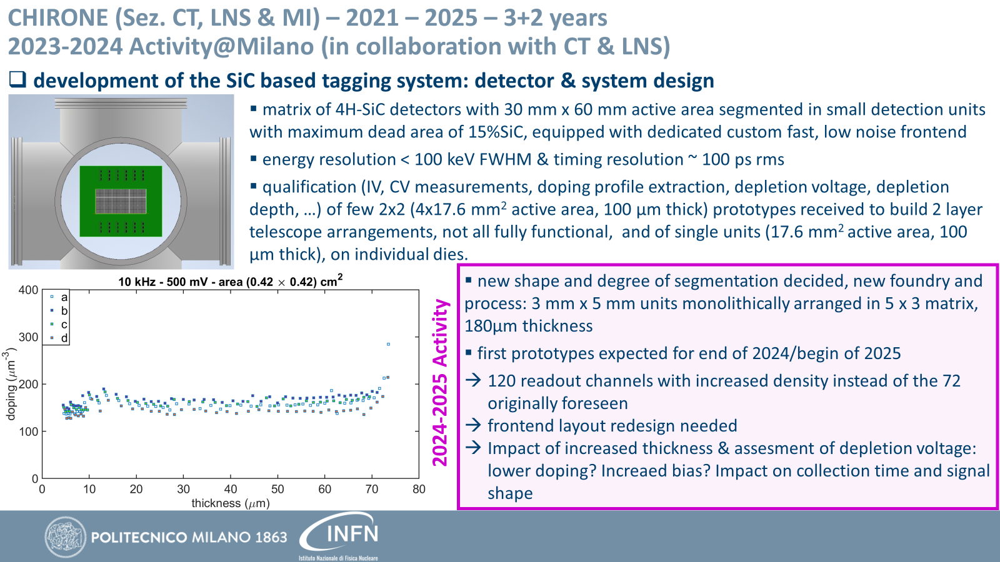 CHIRONE (Sez. CT, LNS & MI) – 2021 – 2025 – 3+2 years
2023-2024 Activity@Milano (in collaboration with CT & LNS)
❑ development of the SiC based tagging system: detector & system design
▪ matrix of 4H-SiC detectors with 30 mm x 60 mm active area segmented in small detection units
with maximum dead area of 15%SiC, equipped with dedicated custom fast, low noise frontend
▪ energy resolution < 100 keV FWHM & timing resolution ~ 100 ps rms
▪ qualification (IV, CV measurements, doping profile extraction, depletion voltage, depletion
depth, …) of few 2x2 (4x17.6 mm² active area, 100 µm thick) prototypes received to build 2 layer
telescope arrangements, not all fully functional, and of single units (17.6 mm² active area, 100
µm thick), on individual dies.
10 kHz - 500 mV - area (0.42 × 0.42) cm²
400
300
200
100
0
a
b
c
d
doping (µm⁻³)
0 10 20 30 40 50 60 70 80
thickness (µm)
2024-2025 Activity
▪ new shape and degree of segmentation decided, new foundry and
process: 3 mm x 5 mm units monolithically arranged in 5 x 3 matrix,
180µm thickness
▪ first prototypes expected for end of 2024/begin of 2025
→ 120 readout channels with increased density instead of the 72
originally foreseen
→ frontend layout redesign needed
→ Impact of increased thickness & assesment of depletion voltage:
lower doping? Increaed bias? Impact on collection time and signal
shape
POLITECNICO MILANO 1863
INFN
Istituto Nazionale di Fisica Nucleare